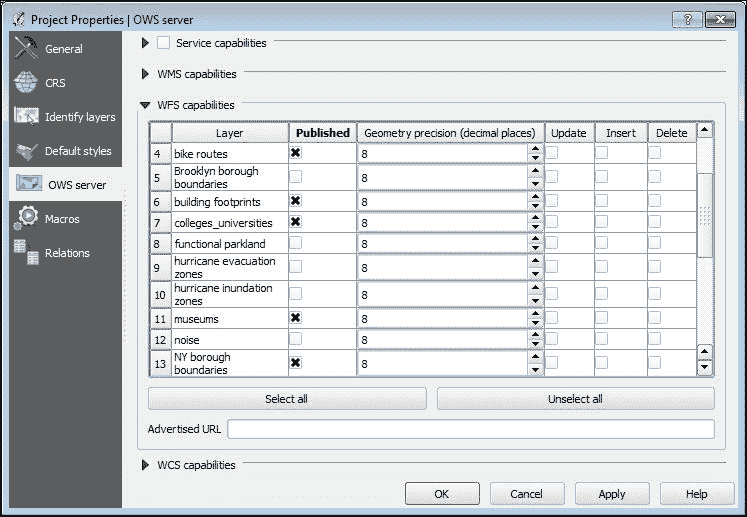 Project Properties | OWS server
General
CRS
Identify layers
Default styles
OWS server
Macros
Relations
Service capabilities
WMS capabilities
WFS capabilities
Layer Published Geometry precision (decimal places) Update Insert Delete
4 bike routes 8
5 Brooklyn borough boundaries 8
6 building footprints 8
7 colleges_universities 8
8 functional parkland 8
9 hurricane evacuation zones 8
10 hurricane inundation zones 8
11 museums 8
12 noise 8
13 NY borough boundaries 8
Select all Unselect all
Advertised URL
WCS capabilities
OK Cancel Apply Help